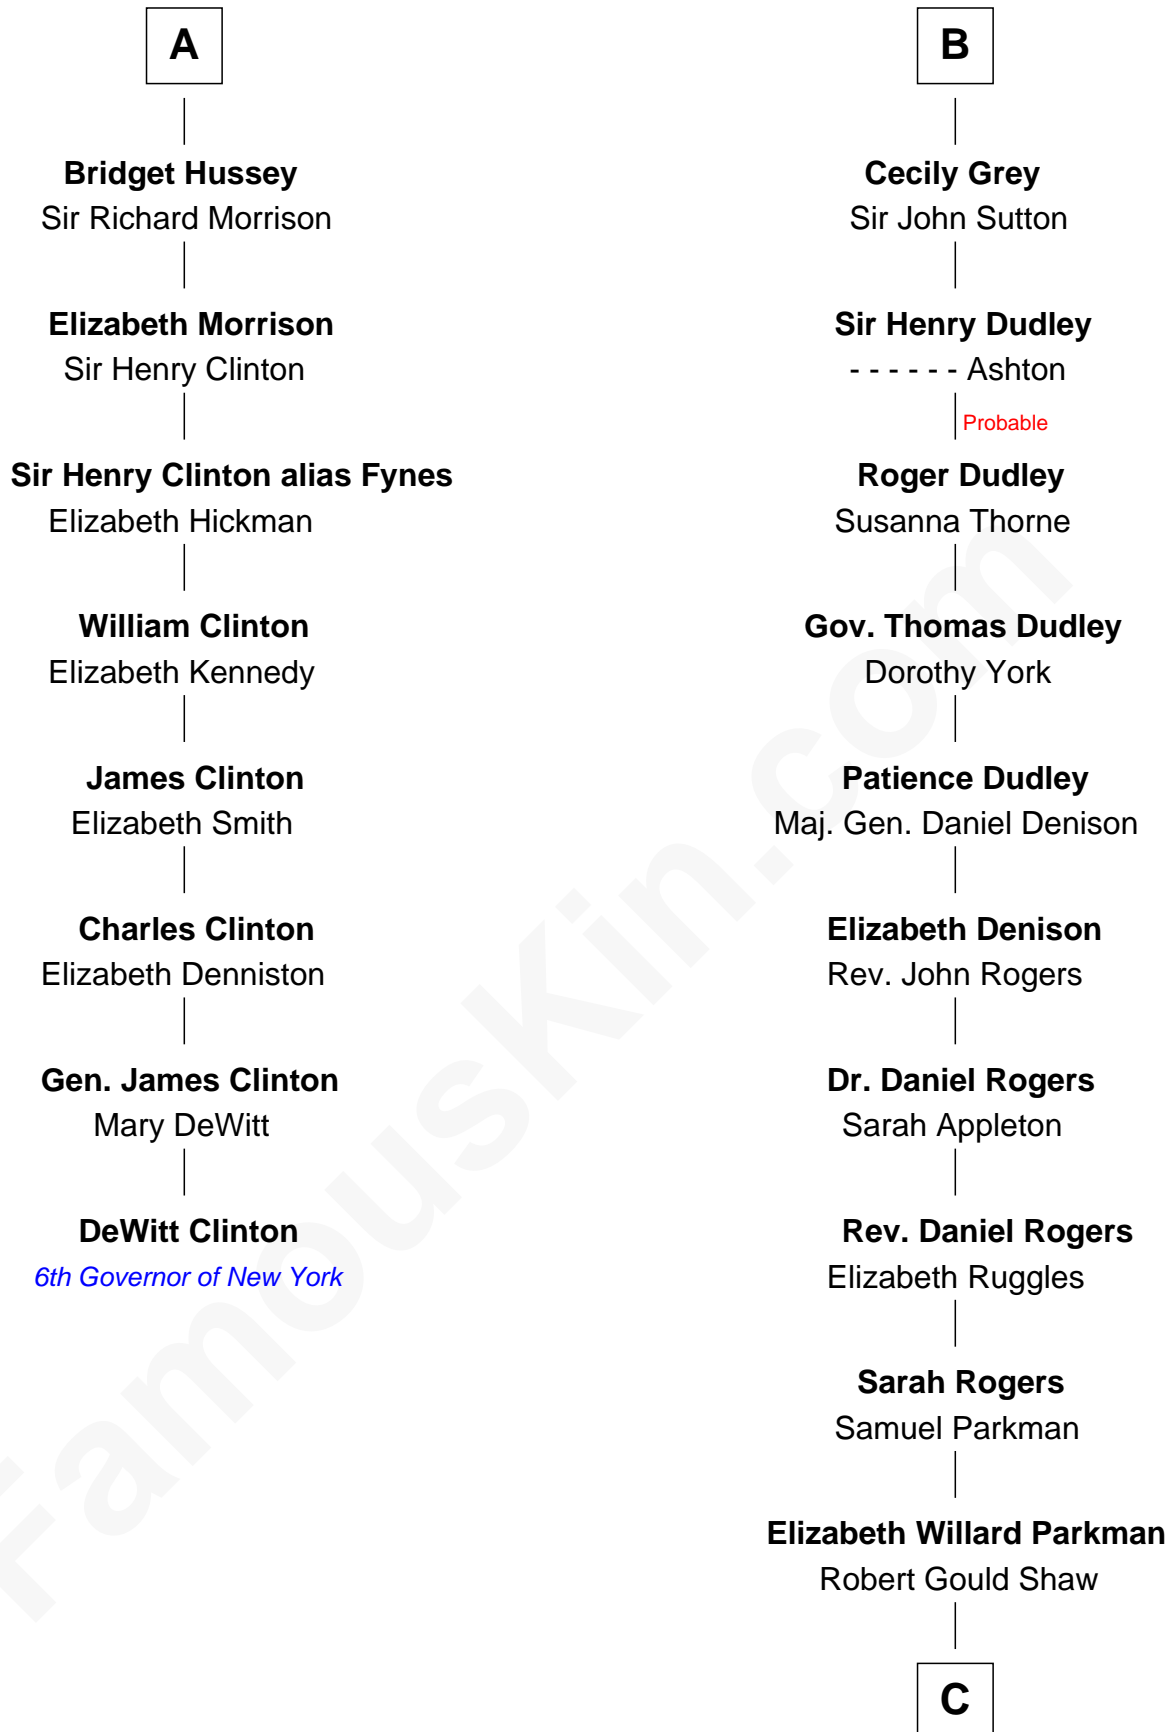 A
Bridget Hussey
Sir Richard Morrison
Elizabeth Morrison
Sir Henry Clinton
Sir Henry Clinton alias Fynes
Elizabeth Hickman
William Clinton
Elizabeth Kennedy
James Clinton
Elizabeth Smith
Charles Clinton
Elizabeth Denniston
Gen. James Clinton
Mary DeWitt
DeWitt Clinton
6th Governor of New York
B
Cecily Grey
Sir John Sutton
Sir Henry Dudley
- - - - - - Ashton
Probable
Roger Dudley
Susanna Thorne
Gov. Thomas Dudley
Dorothy York
Patience Dudley
Maj. Gen. Daniel Denison
Elizabeth Denison
Rev. John Rogers
Dr. Daniel Rogers
Sarah Appleton
Rev. Daniel Rogers
Elizabeth Ruggles
Sarah Rogers
Samuel Parkman
Elizabeth Willard Parkman
Robert Gould Shaw
C
FamousKin.com